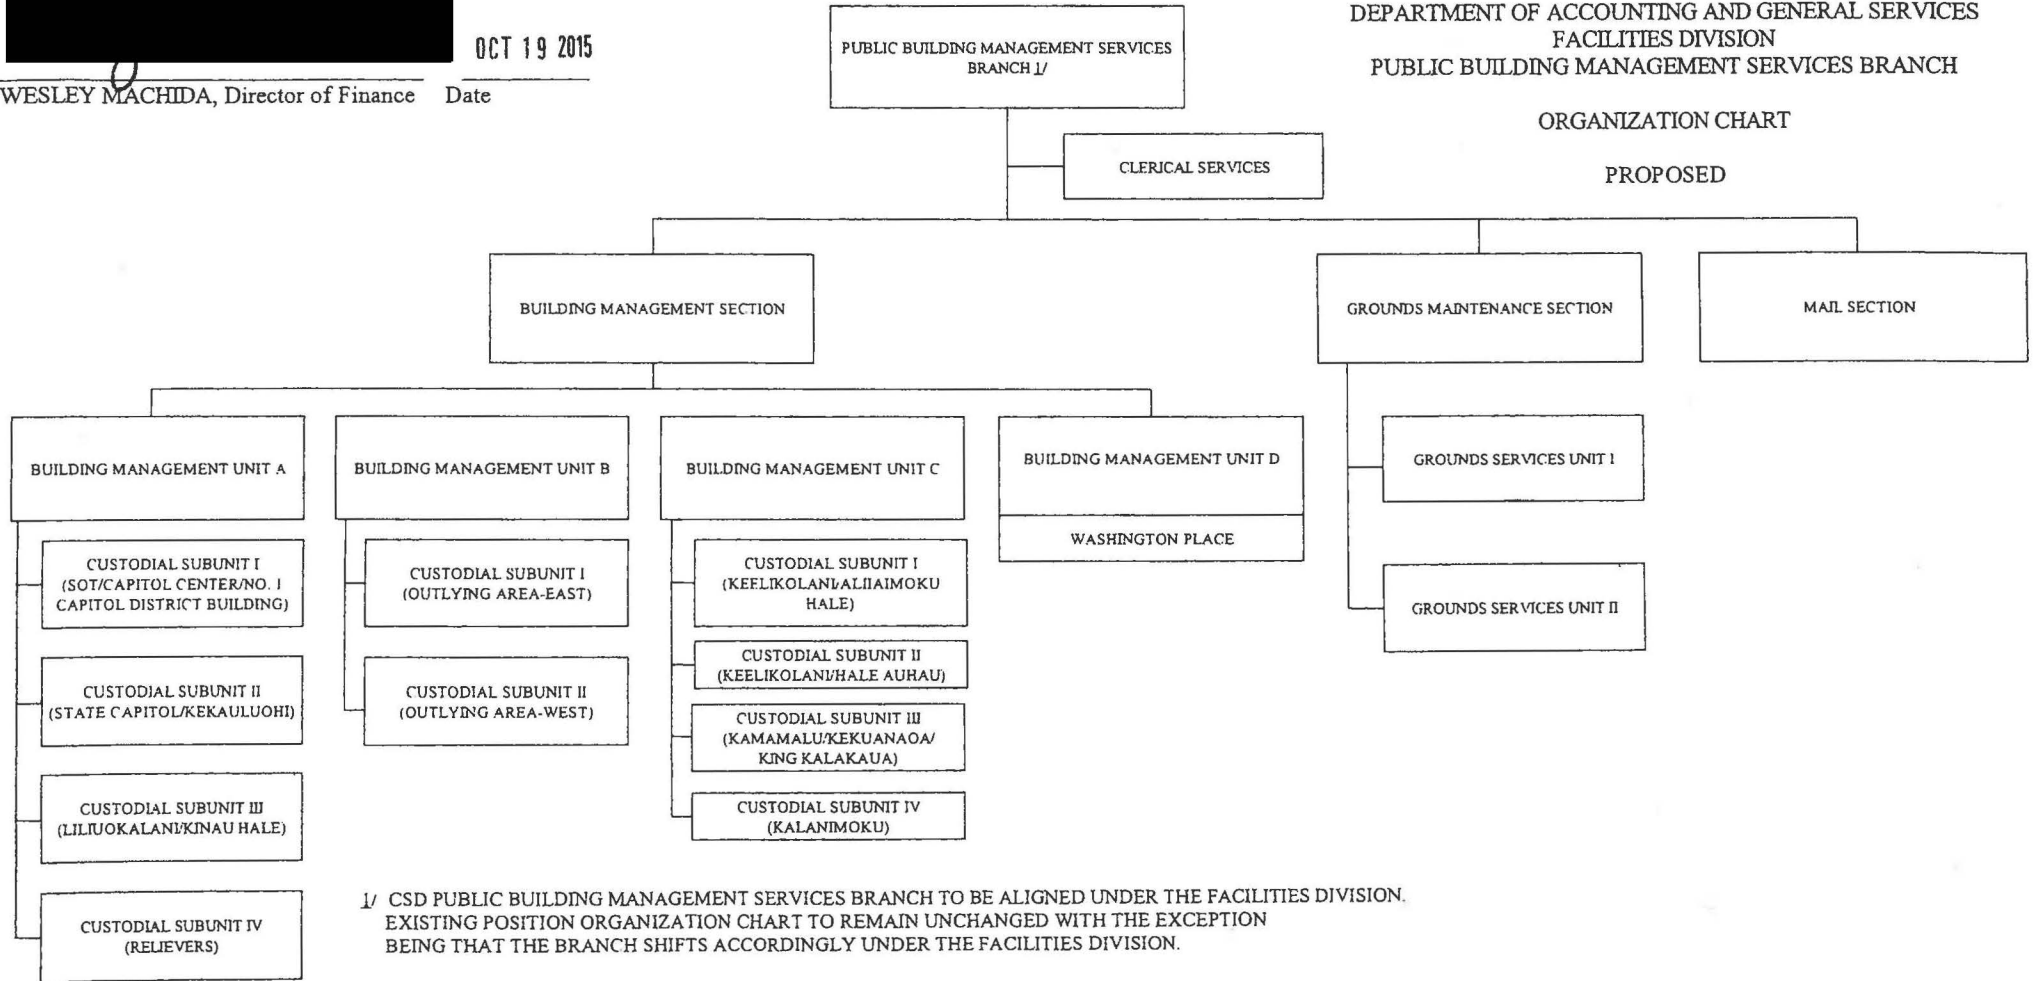 OCT 19 2015
WESLEY MACHIDA, Director of Finance Date
DEPARTMENT OF ACCOUNTING AND GENERAL SERVICES
FACILITIES DIVISION
PUBLIC BUILDING MANAGEMENT SERVICES BRANCH
ORGANIZATION CHART
PROPOSED
PUBLIC BUILDING MANAGEMENT SERVICES
BRANCH 1/
CLERICAL SERVICES
BUILDING MANAGEMENT SECTION
GROUNDS MAINTENANCE SECTION
MAIL SECTION
BUILDING MANAGEMENT UNIT A
CUSTODIAL SUBUNIT I
(SOT/CAPITOL CENTER/NO. 1
CAPITOL DISTRICT BUILDING)
CUSTODIAL SUBUNIT II
(STATE CAPITOL/KEKAULUOHI)
CUSTODIAL SUBUNIT III
(LILIUOKALANI/KINAU HALE)
CUSTODIAL SUBUNIT IV
(RELIEVERS)
BUILDING MANAGEMENT UNIT B
CUSTODIAL SUBUNIT I
(OUTLYING AREA-EAST)
CUSTODIAL SUBUNIT II
(OUTLYING AREA-WEST)
BUILDING MANAGEMENT UNIT C
CUSTODIAL SUBUNIT I
(KEELIKOLANI/ALIIAIMOKU
HALE)
CUSTODIAL SUBUNIT II
(KEELIKOLANI/HALE AUHAU)
CUSTODIAL SUBUNIT III
(KAMAMALU/KEKUANAOA/
KING KALAKAUA)
CUSTODIAL SUBUNIT IV
(KALANIMOKU)
BUILDING MANAGEMENT UNIT D
WASHINGTON PLACE
GROUNDS SERVICES UNIT I
GROUNDS SERVICES UNIT II
1/ CSD PUBLIC BUILDING MANAGEMENT SERVICES BRANCH TO BE ALIGNED UNDER THE FACILITIES DIVISION.
EXISTING POSITION ORGANIZATION CHART TO REMAIN UNCHANGED WITH THE EXCEPTION
BEING THAT THE BRANCH SHIFTS ACCORDINGLY UNDER THE FACILITIES DIVISION.